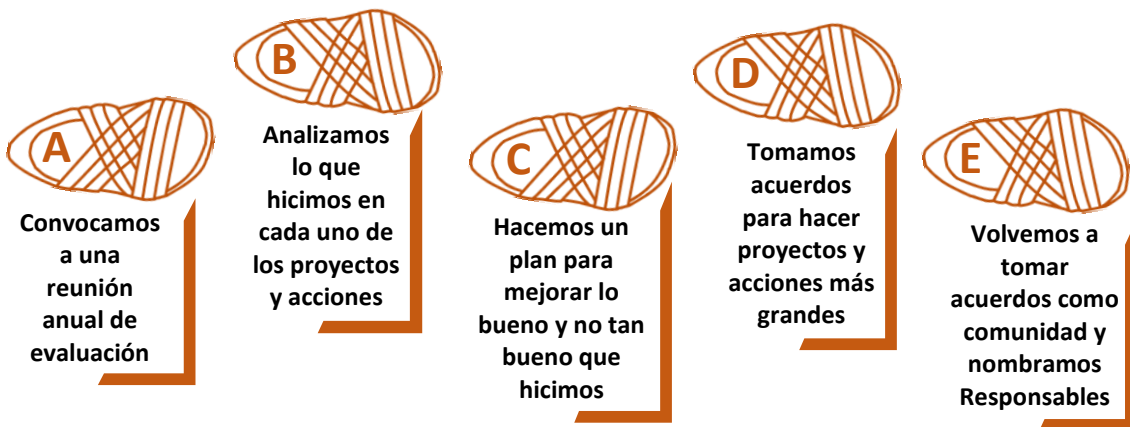 A
Convocamos
a una
reunión
anual de
evaluación
B
Analizamos
lo que
hicimos en
cada uno de
los proyectos
y acciones
C
Hacemos un
plan para
mejorar lo
bueno y no tan
bueno que
hicimos
D
Tomamos
acuerdos
para hacer
proyectos y
acciones más
grandes
E
Volvemos a
tomar
acuerdos como
comunidad y
nombramos
Responsables